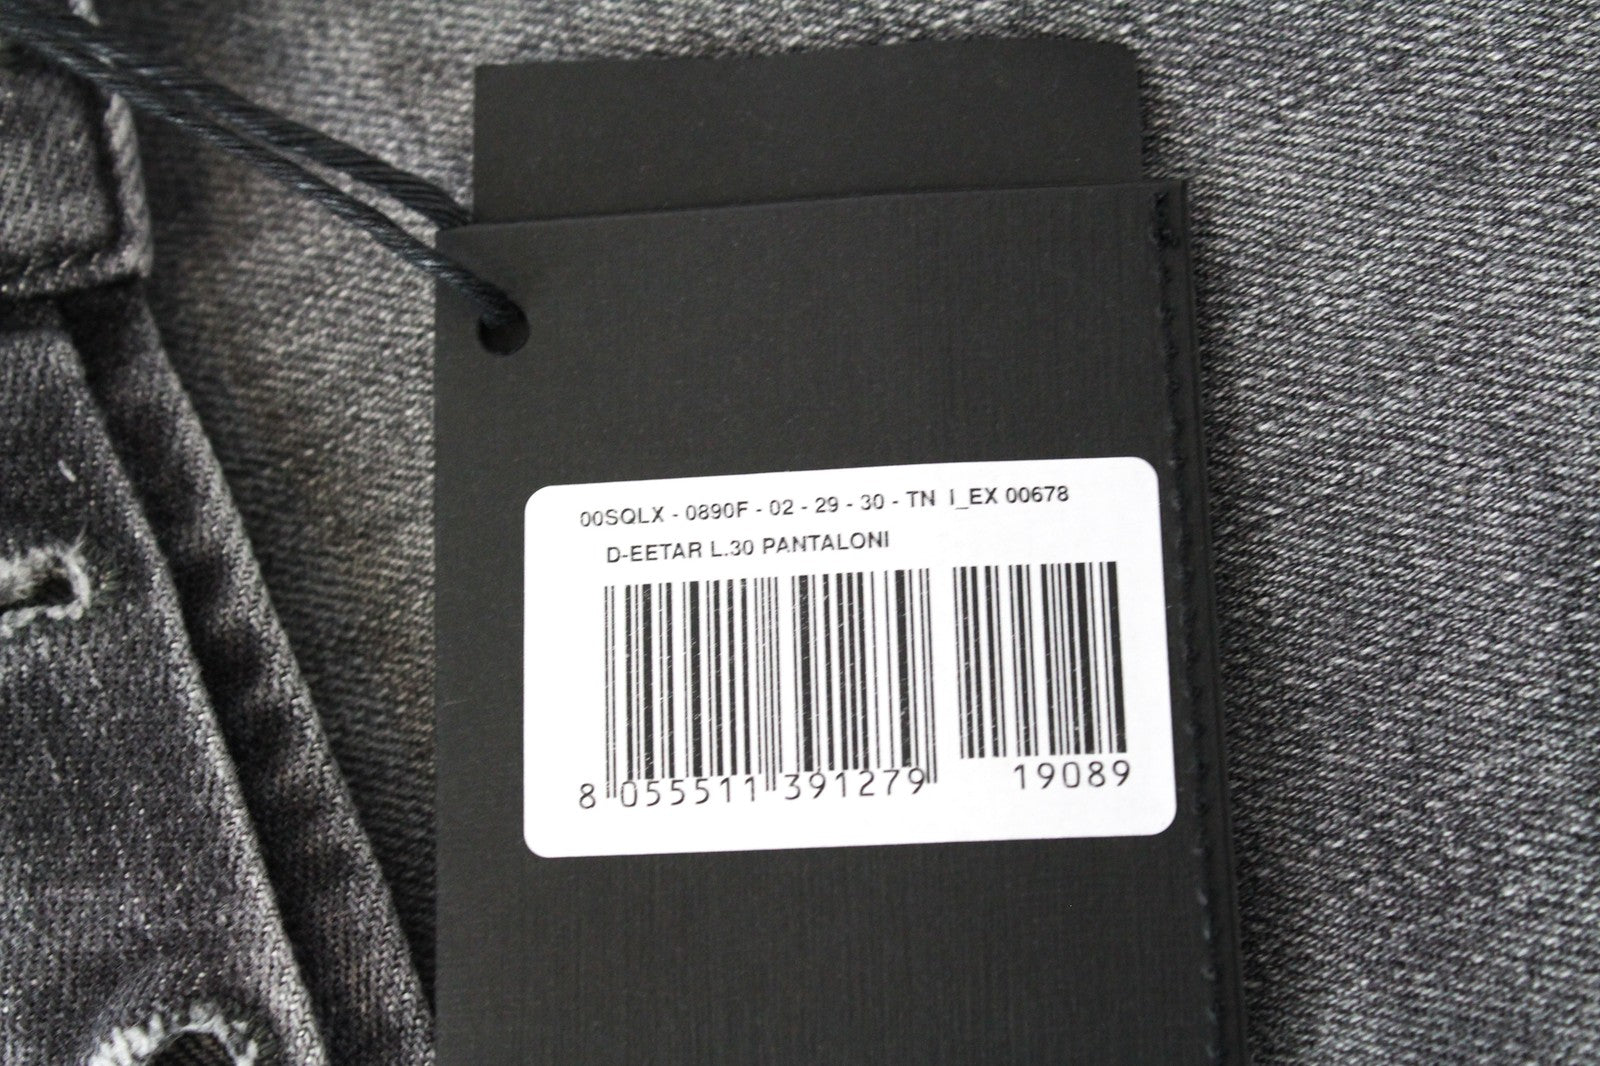 00SQLX - 0890F - 02 - 29 - 30 - TN I_EX 00678
D-EETAR L.30 PANTALONI
8 055511 391279 19089